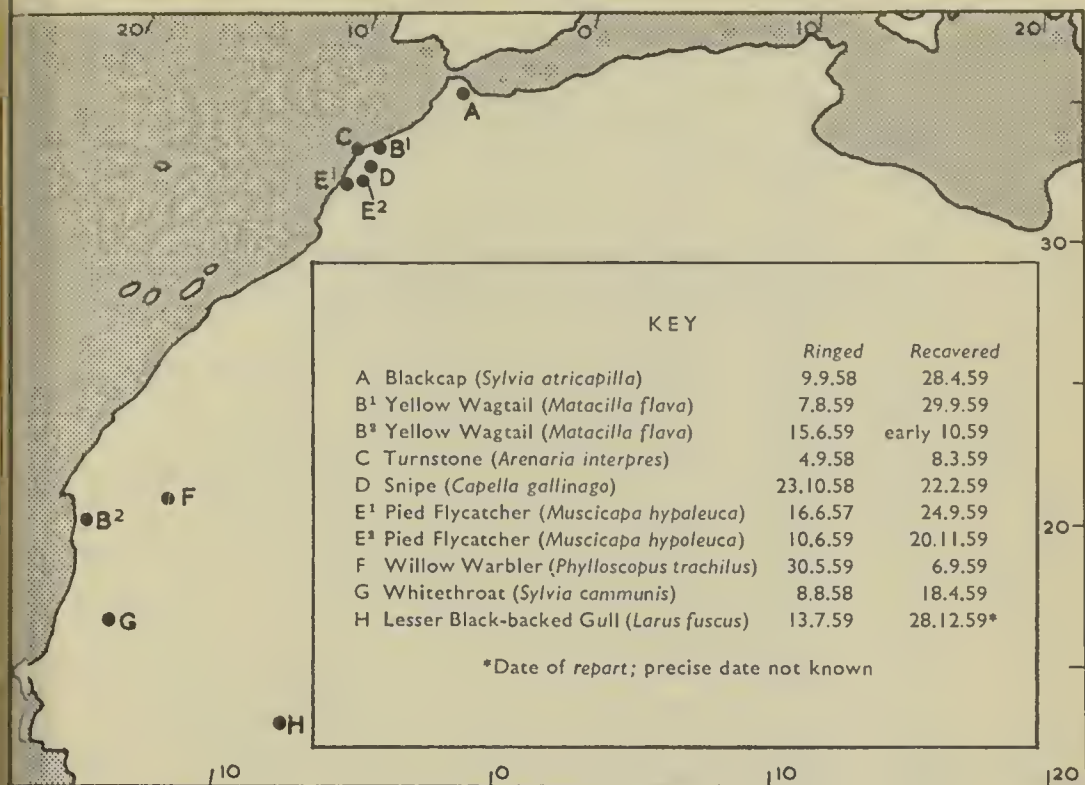 20 10 0 10 20
A
C B¹
D
E¹
E²
30
KEY
Ringed Recovered
A Blackcap (Sylvia atricapilla) 9.9.58 28.4.59
B¹ Yellow Wagtail (Matacilla flava) 7.8.59 29.9.59
B² Yellow Wagtail (Matacilla flava) 15.6.59 early 10.59
C Turnstone (Arenaria interpres) 4.9.58 8.3.59
D Snipe (Capella gallinago) 23.10.58 22.2.59
E¹ Pied Flycatcher (Muscicapa hypaleuca) 16.6.57 24.9.59
E² Pied Flycatcher (Muscicapa hypoleuca) 10.6.59 20.11.59
F Willow Warbler (Phylloscopus trachilus) 30.5.59 6.9.59
G Whitethroat (Sylvia cammunis) 8.8.58 18.4.59
H Lesser Black-backed Gull (Larus fuscus) 13.7.59 28.12.59*
*Date of repart; precise date not known
F
B²
20
G
H
10 0 10 20